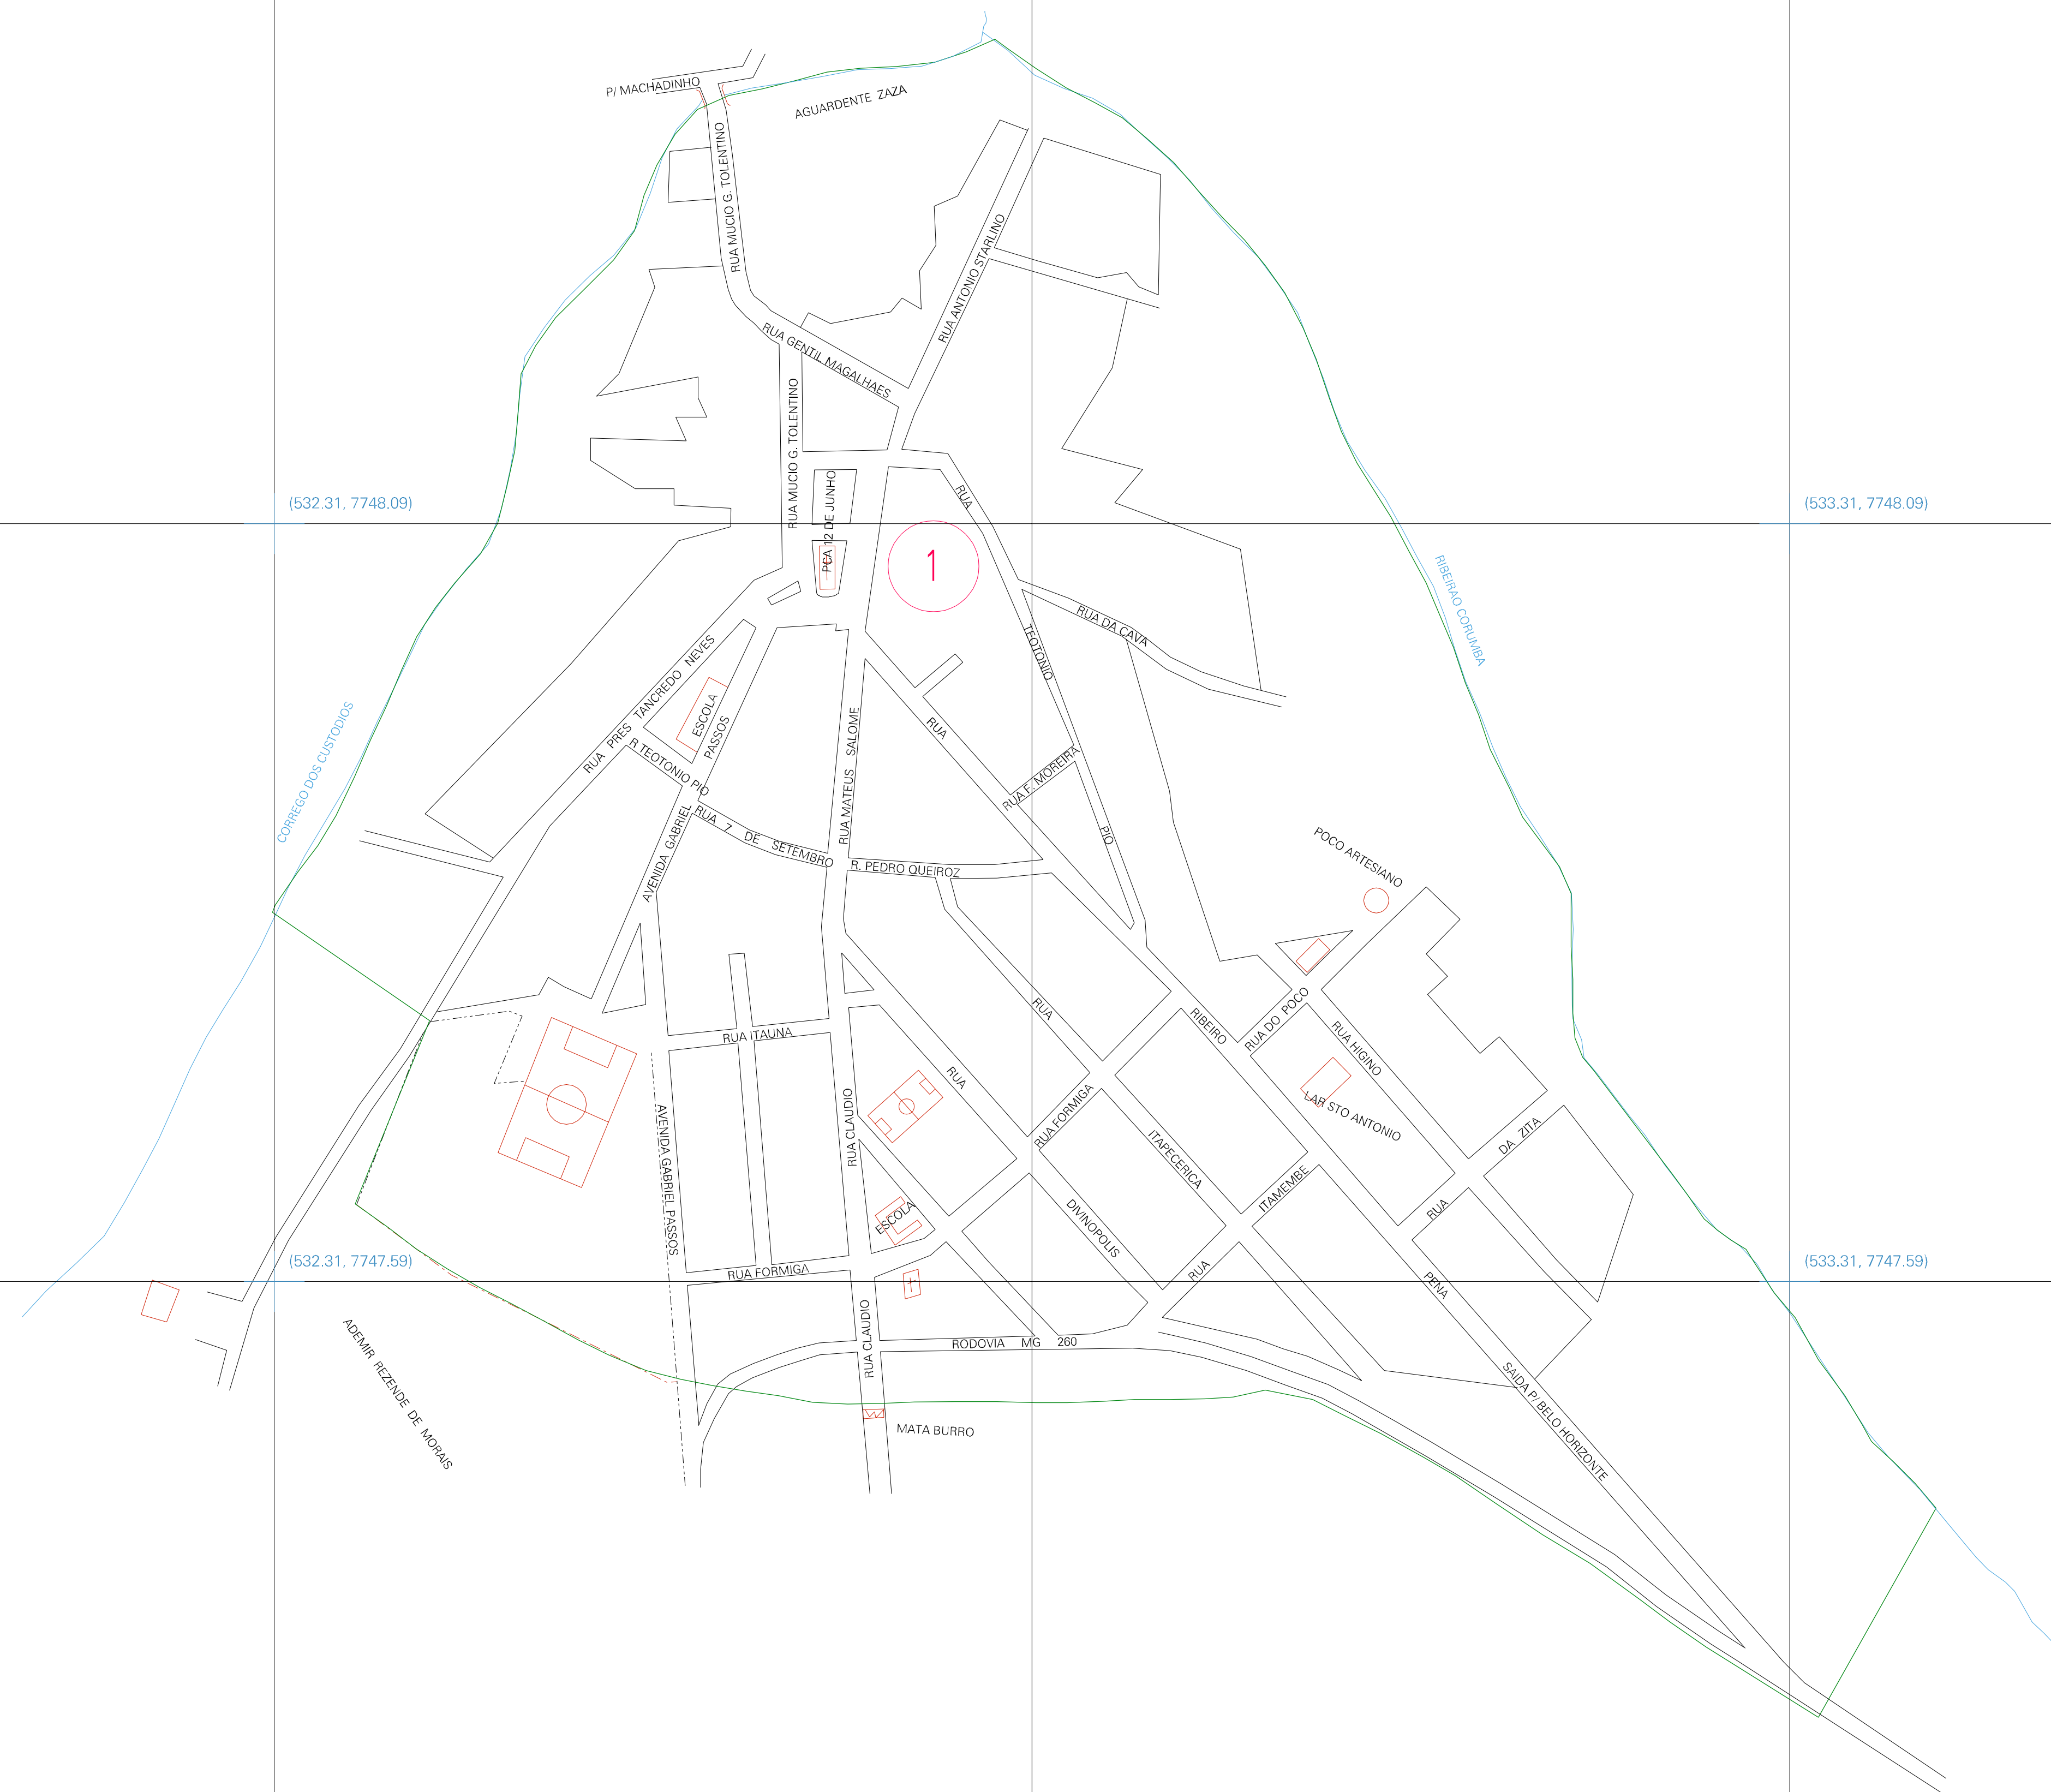 P/ MACHADINHO
AGUARDENTE ZAZA
RUA MUCIO G. TOLENTINO
RUA ANTONIO STARLINO
RUA GENTIL MAGALHAES
RUA MUCIO G. TOLENTINO
PCA 12 DE JUNHO
RUA
(532.31, 7748.09)
(533.31, 7748.09)
1
RIBEIRAO CORUMBA
RUA DA CAVA
TEOTONIO
RUA PRES TANCREDO NEVES
ESCOLA
PASSOS
RUA MATEUS SALOME
RUA
CORREGO DOS CUSTODIOS
R TEOTONIO PIO
RUA F. MOREIRA
RUA 7 DE SETEMBRO
PIO
AVENIDA GABRIEL
R. PEDRO QUEIROZ
POCO ARTESIANO
RUA
RIBEIRO
RUA DO POCO
RUA ITAUNA
RUA HIGINO
RUA
LAR STO ANTONIO
RUA FORMIGA
RUA CLAUDIO
AVENIDA GABRIEL PASSOS
ITAPECERICA
DA ZITA
ITAMEMBE
RUA
ESCOLA
DIVINOPOLIS
(532.31, 7747.59)
(533.31, 7747.59)
RUA FORMIGA
RUA
PENA
RUA CLAUDIO
RODOVIA MG 260
ADEMIR REZENDE DE MORAIS
SAIDA P/ BELO HORIZONTE
MATA BURRO